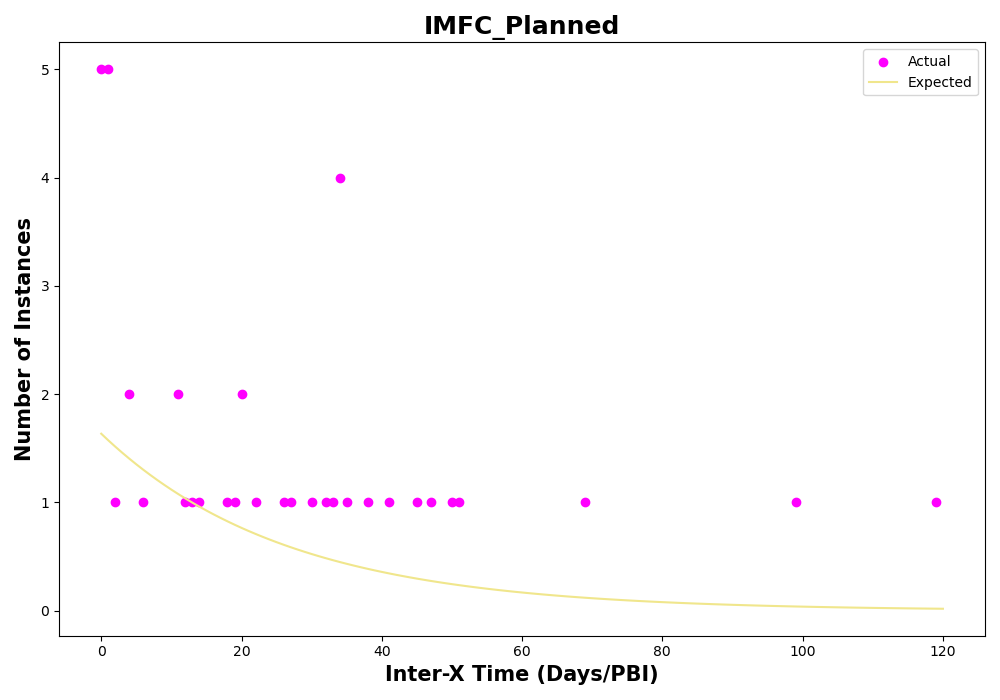 IMFC_Planned
Actual
Expected
Number of Instances
5
4
3
2
1
0
0 20 40 60 80 100 120
Inter-X Time (Days/PBI)